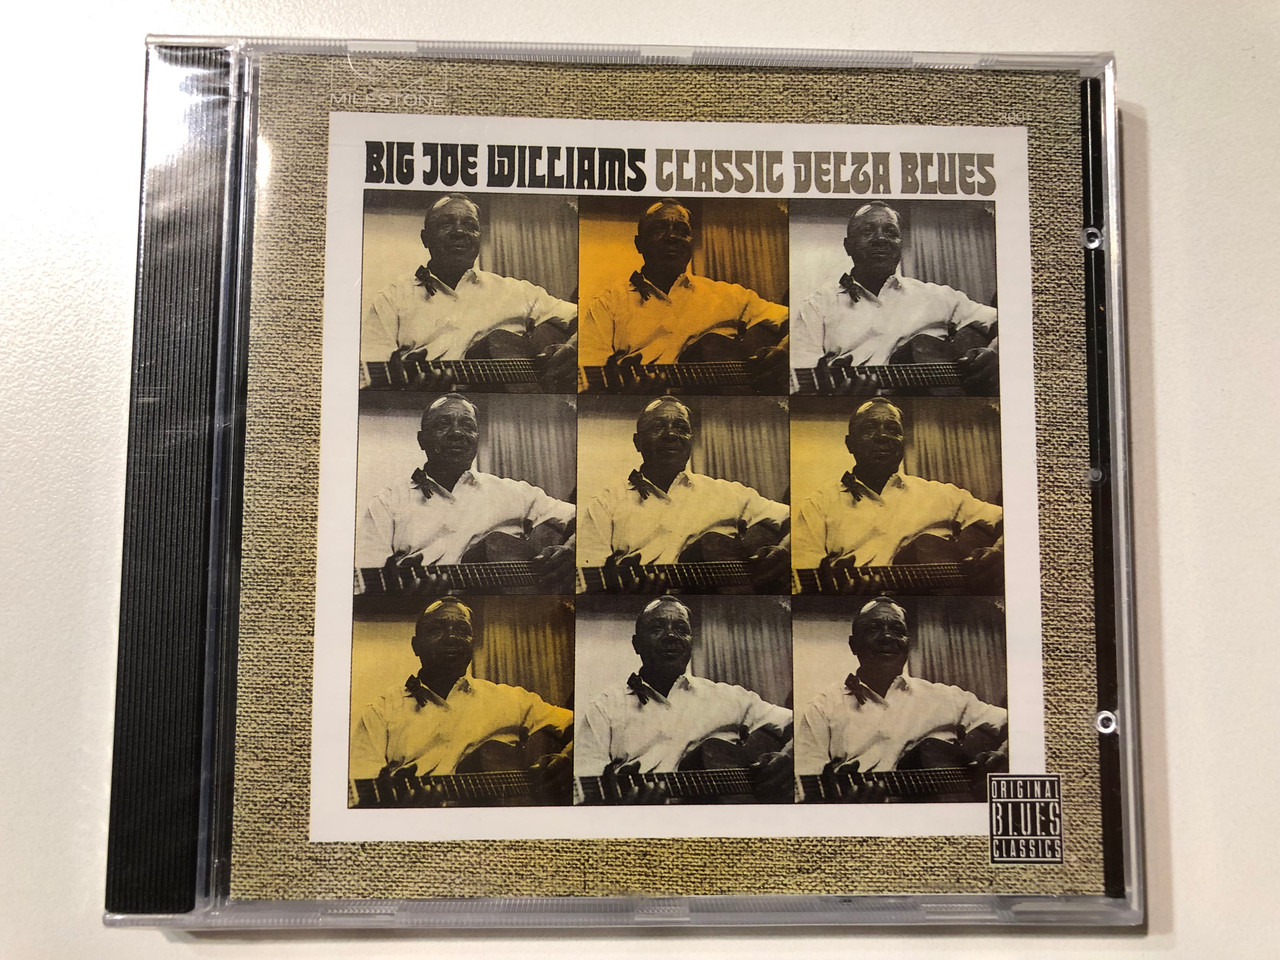 MILESTONE
BIG JOE WILLIAMS CLASSIC DELTA BLUES
ORIGINAL
BLUES
CLASSICS